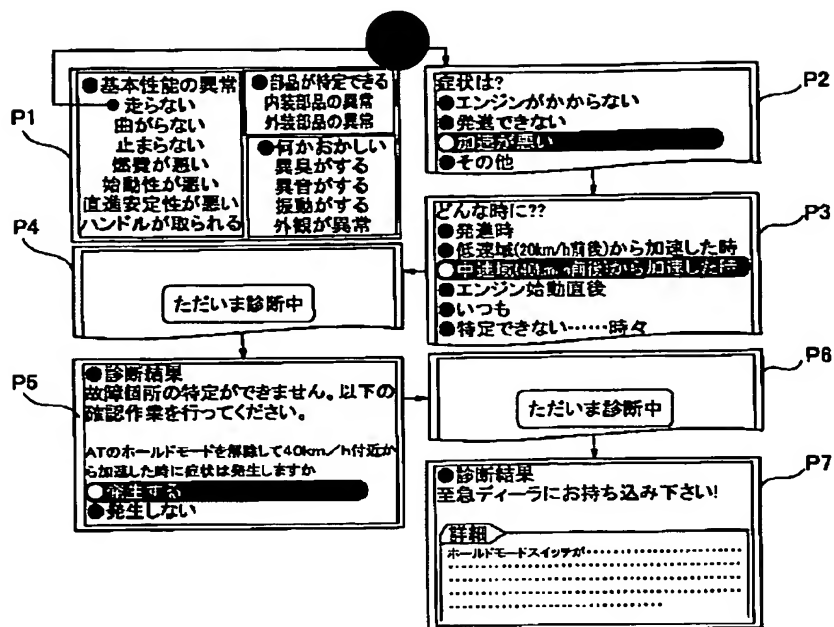 P1
●基本性能の異常
●走らない
曲がらない
止まらない
燃費が悪い
始動性が悪い
直進安定性が悪い
ハンドルが取られる
●部品が特定できる
内装部品の異常
外装部品の異常
●何かおかしい
異臭がする
異音がする
振動がする
外観が異常
P2
症状は?
●エンジンがかからない
●発進できない
加速が悪い
●その他
P3
どんな時に??
●発進時
●低速域(20km/h前後)から加速した時
中速域(40km/h前後)から加速した時
●エンジン始動直後
●いつも
●特定できない……時々
P4
ただいま診断中
P5
●診断結果
故障個所の特定ができません。以下の
確認作業を行ってください。
ATのホールドモードを解除して40km/h付近か
ら加速した時に症状は発生しますか
発生する
●発生しない
P6
ただいま診断中
P7
●診断結果
至急ディーラにお持ち込み下さい!
詳細
ホールドモードスイッチが